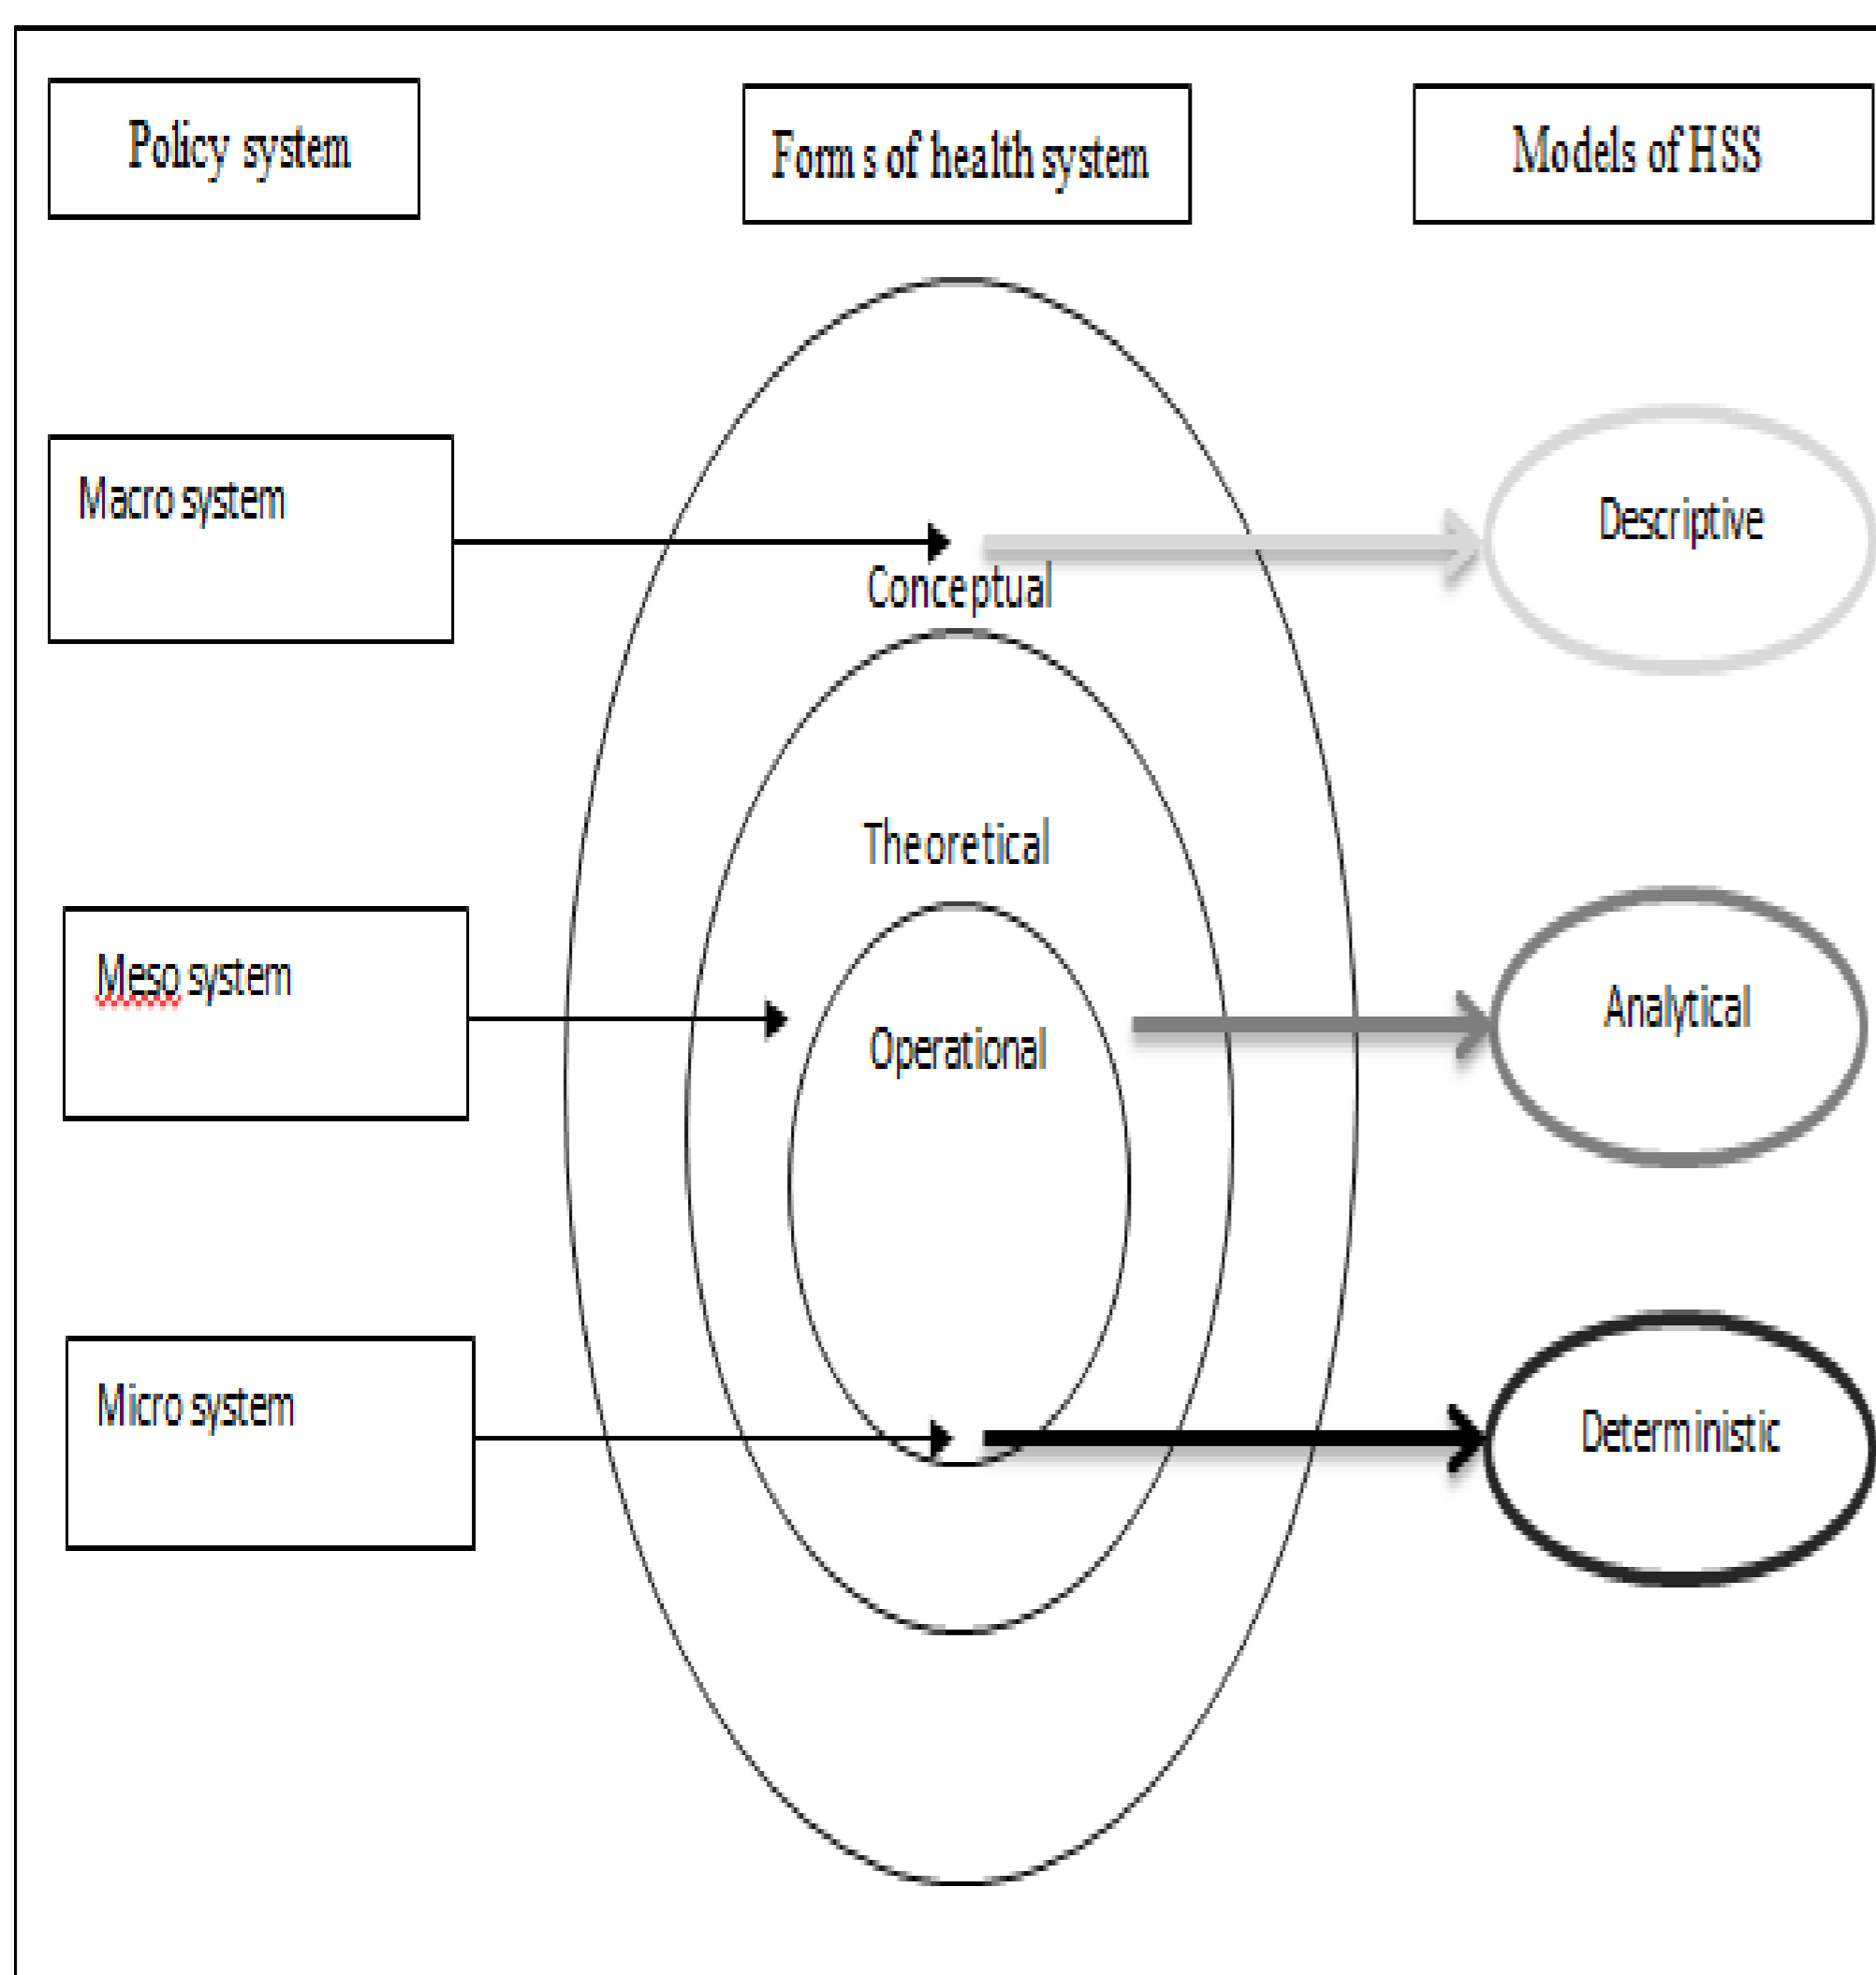 Policy system
Forms of health system
Models of HSS
Macro system
Descriptive
Conceptual
Theoretical
Meso system
Analytical
Operational
Micro system
Deterministic